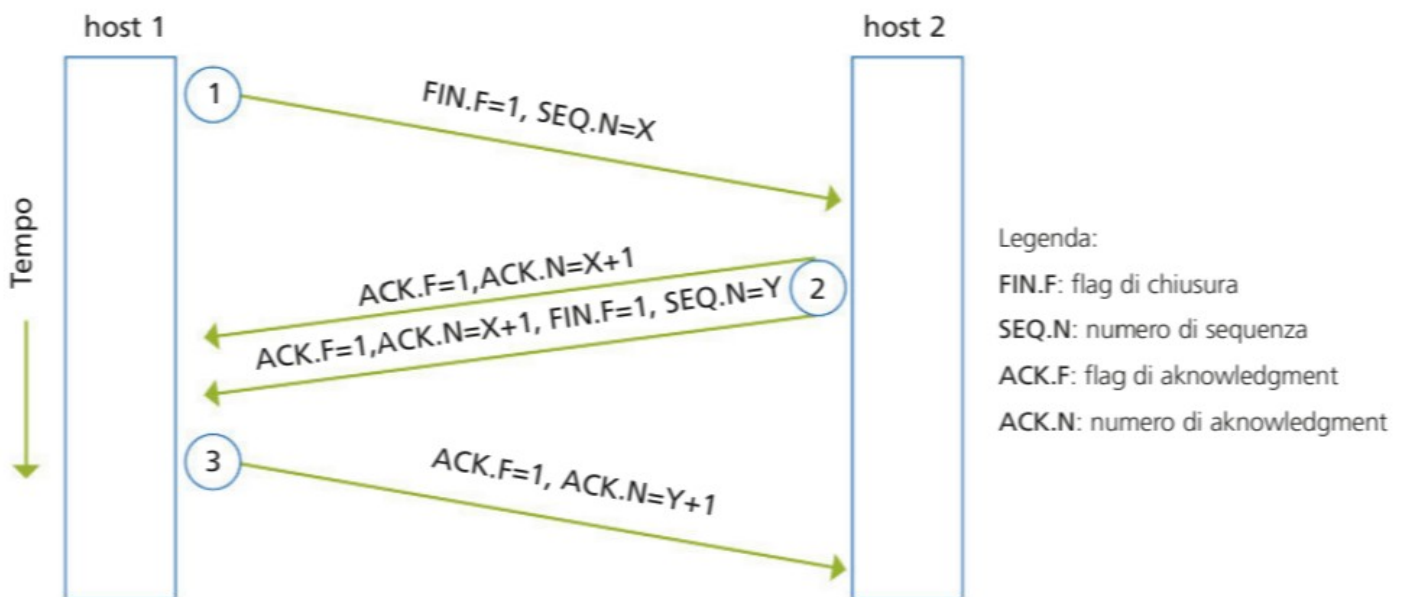 host 1
host 2
1
FIN.F=1, SEQ.N=X
Tempo
ACK.F=1,ACK.N=X+1
2
ACK.F=1,ACK.N=X+1, FIN.F=1, SEQ.N=Y
3
ACK.F=1, ACK.N=Y+1
Legenda:
FIN.F: flag di chiusura
SEQ.N: numero di sequenza
ACK.F: flag di aknowledgment
ACK.N: numero di aknowledgment